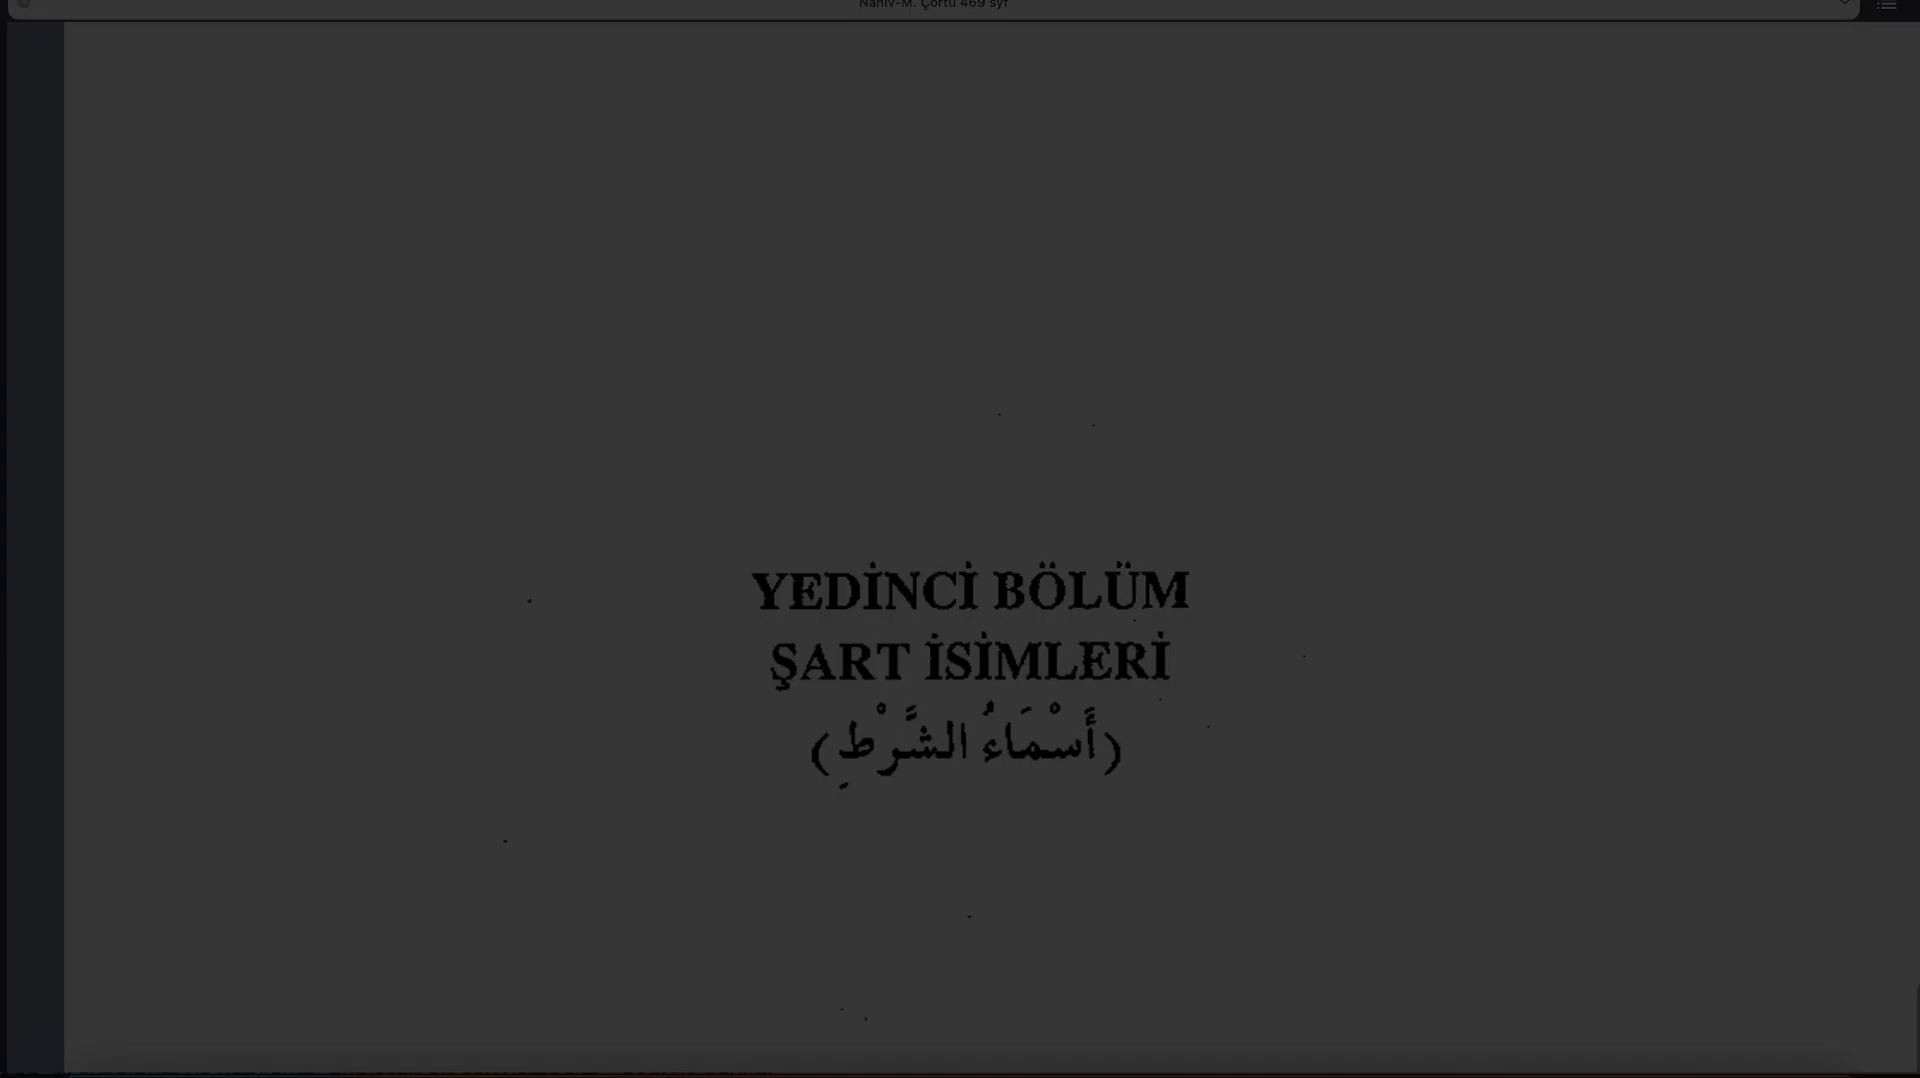 Nahiv-M. Çörtü 469 syf
YEDİNCİ BÖLÜM
ŞART İSİMLERİ
(أَسْمَاءُ الشَّرْطِ)